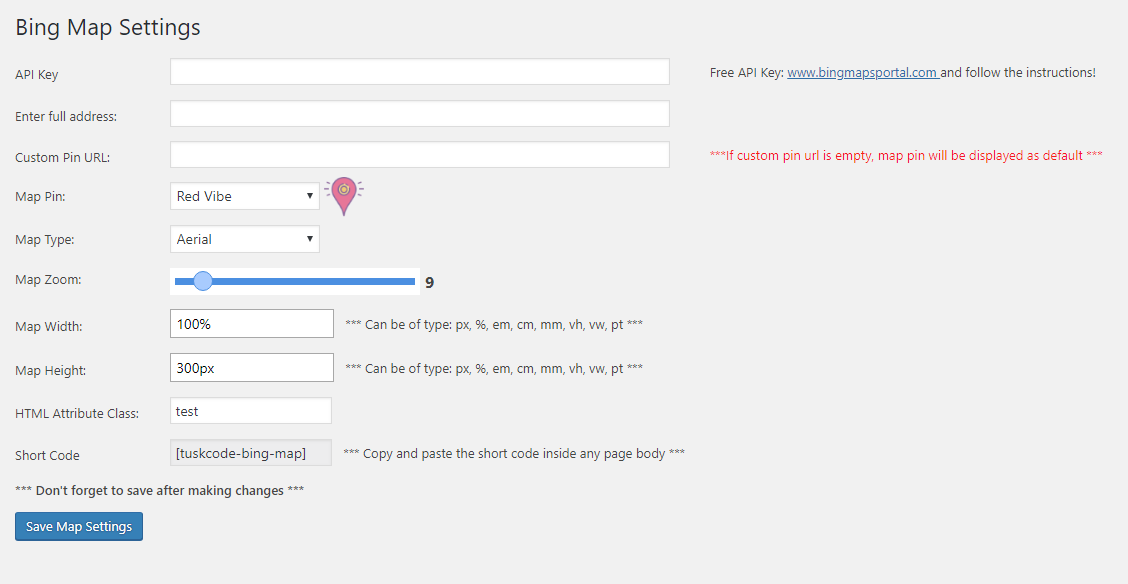 Bing Map Settings
API Key
Free API Key: www.bingmapsportal.com and follow the instructions!
Enter full address:
Custom Pin URL:
***If custom pin url is empty, map pin will be displayed as default ***
Map Pin: Red Vibe
Map Type: Aerial
Map Zoom: 9
Map Width: 100% *** Can be of type: px, %, em, cm, mm, vh, vw, pt ***
Map Height: 300px *** Can be of type: px, %, em, cm, mm, vh, vw, pt ***
HTML Attribute Class: test
Short Code [tuskcode-bing-map] *** Copy and paste the short code inside any page body ***
*** Don't forget to save after making changes ***
Save Map Settings